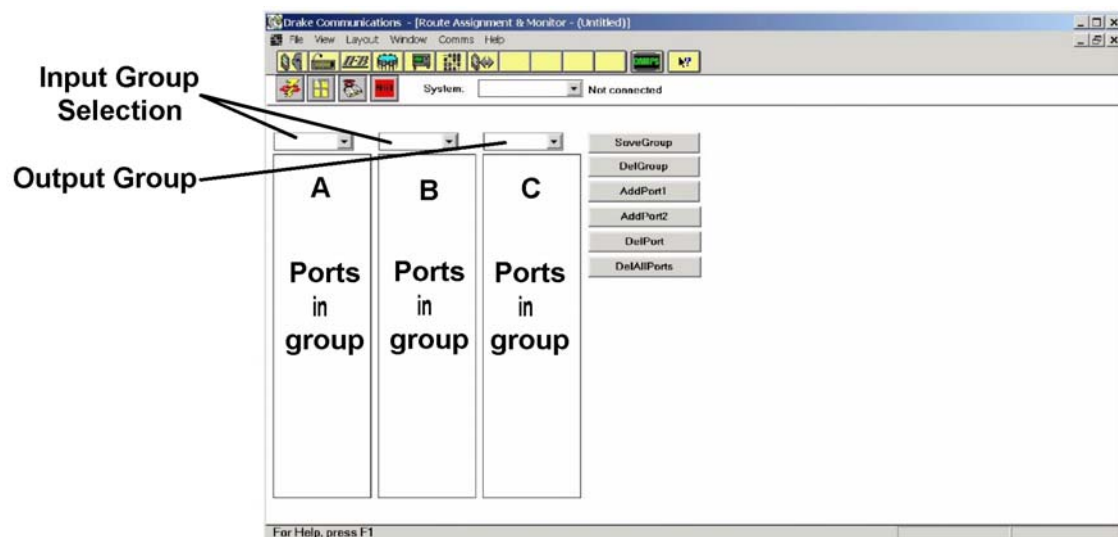 Drake Communications - [Route Assignment & Monitor - (Untitled)]
File View Layout Window Comms Help
System: Not connected
Input Group
Selection
Output Group
SaveGroup
DelGroup
AddPort1
AddPort2
DelPort
DelAllPorts
A B C
Ports Ports Ports
in in in
group group group
For Help, press F1